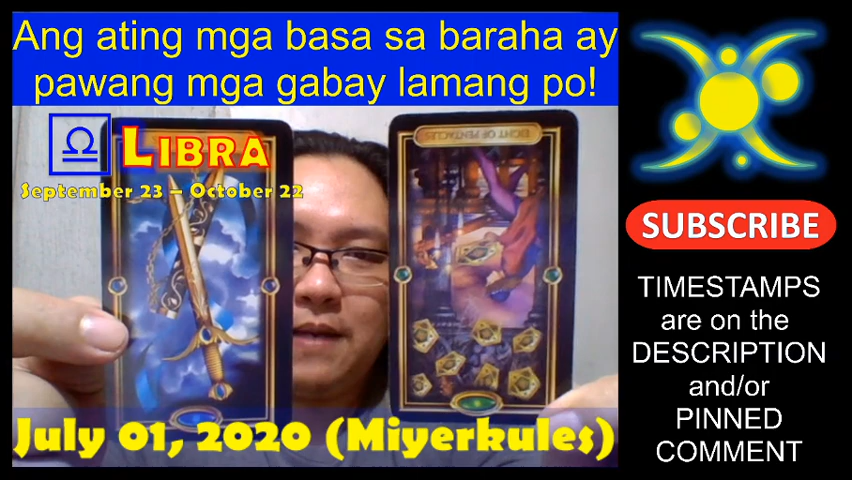 Ang ating mga basa sa baraha ay
pawang mga gabay lamang po!
♎ LIBRA
September 23 – October 22
EIGHT OF PENTACLES
July 01, 2020 (Miyerkules)
SUBSCRIBE
TIMESTAMPS
are on the
DESCRIPTION
and/or
PINNED
COMMENT